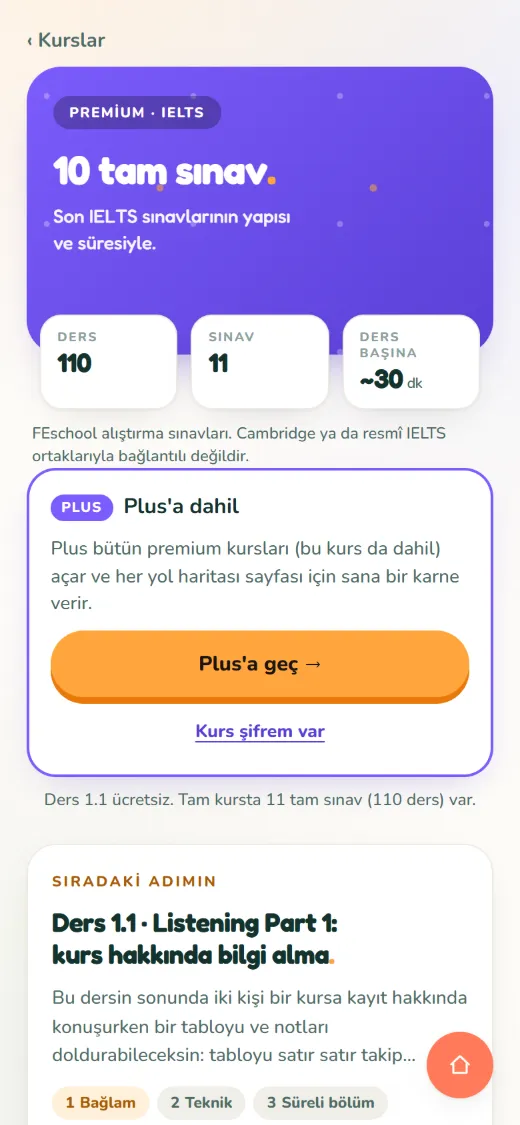 ‹ Kurslar
PREMİUM · IELTS
10 tam sınav.
Son IELTS sınavlarının yapısı
ve süresiyle.
DERS
110
SINAV
11
DERS
BAŞINA
~30 dk
FEschool alıştırma sınavları. Cambridge ya da resmî IELTS
ortaklarıyla bağlantılı değildir.
PLUS Plus'a dahil
Plus bütün premium kursları (bu kurs da dahil)
açar ve her yol haritası sayfası için sana bir karne
verir.
Plus'a geç →
Kurs şifrem var
Ders 1.1 ücretsiz. Tam kursta 11 tam sınav (110 ders) var.
SIRADAKİ ADIMIN
Ders 1.1 · Listening Part 1:
kurs hakkında bilgi alma.
Bu dersin sonunda iki kişi bir kursa kayıt hakkında
konuşurken bir tabloyu ve notları
doldurabileceksin: tabloyu satır satır takip...
1 Bağlam 2 Teknik 3 Süreli bölüm